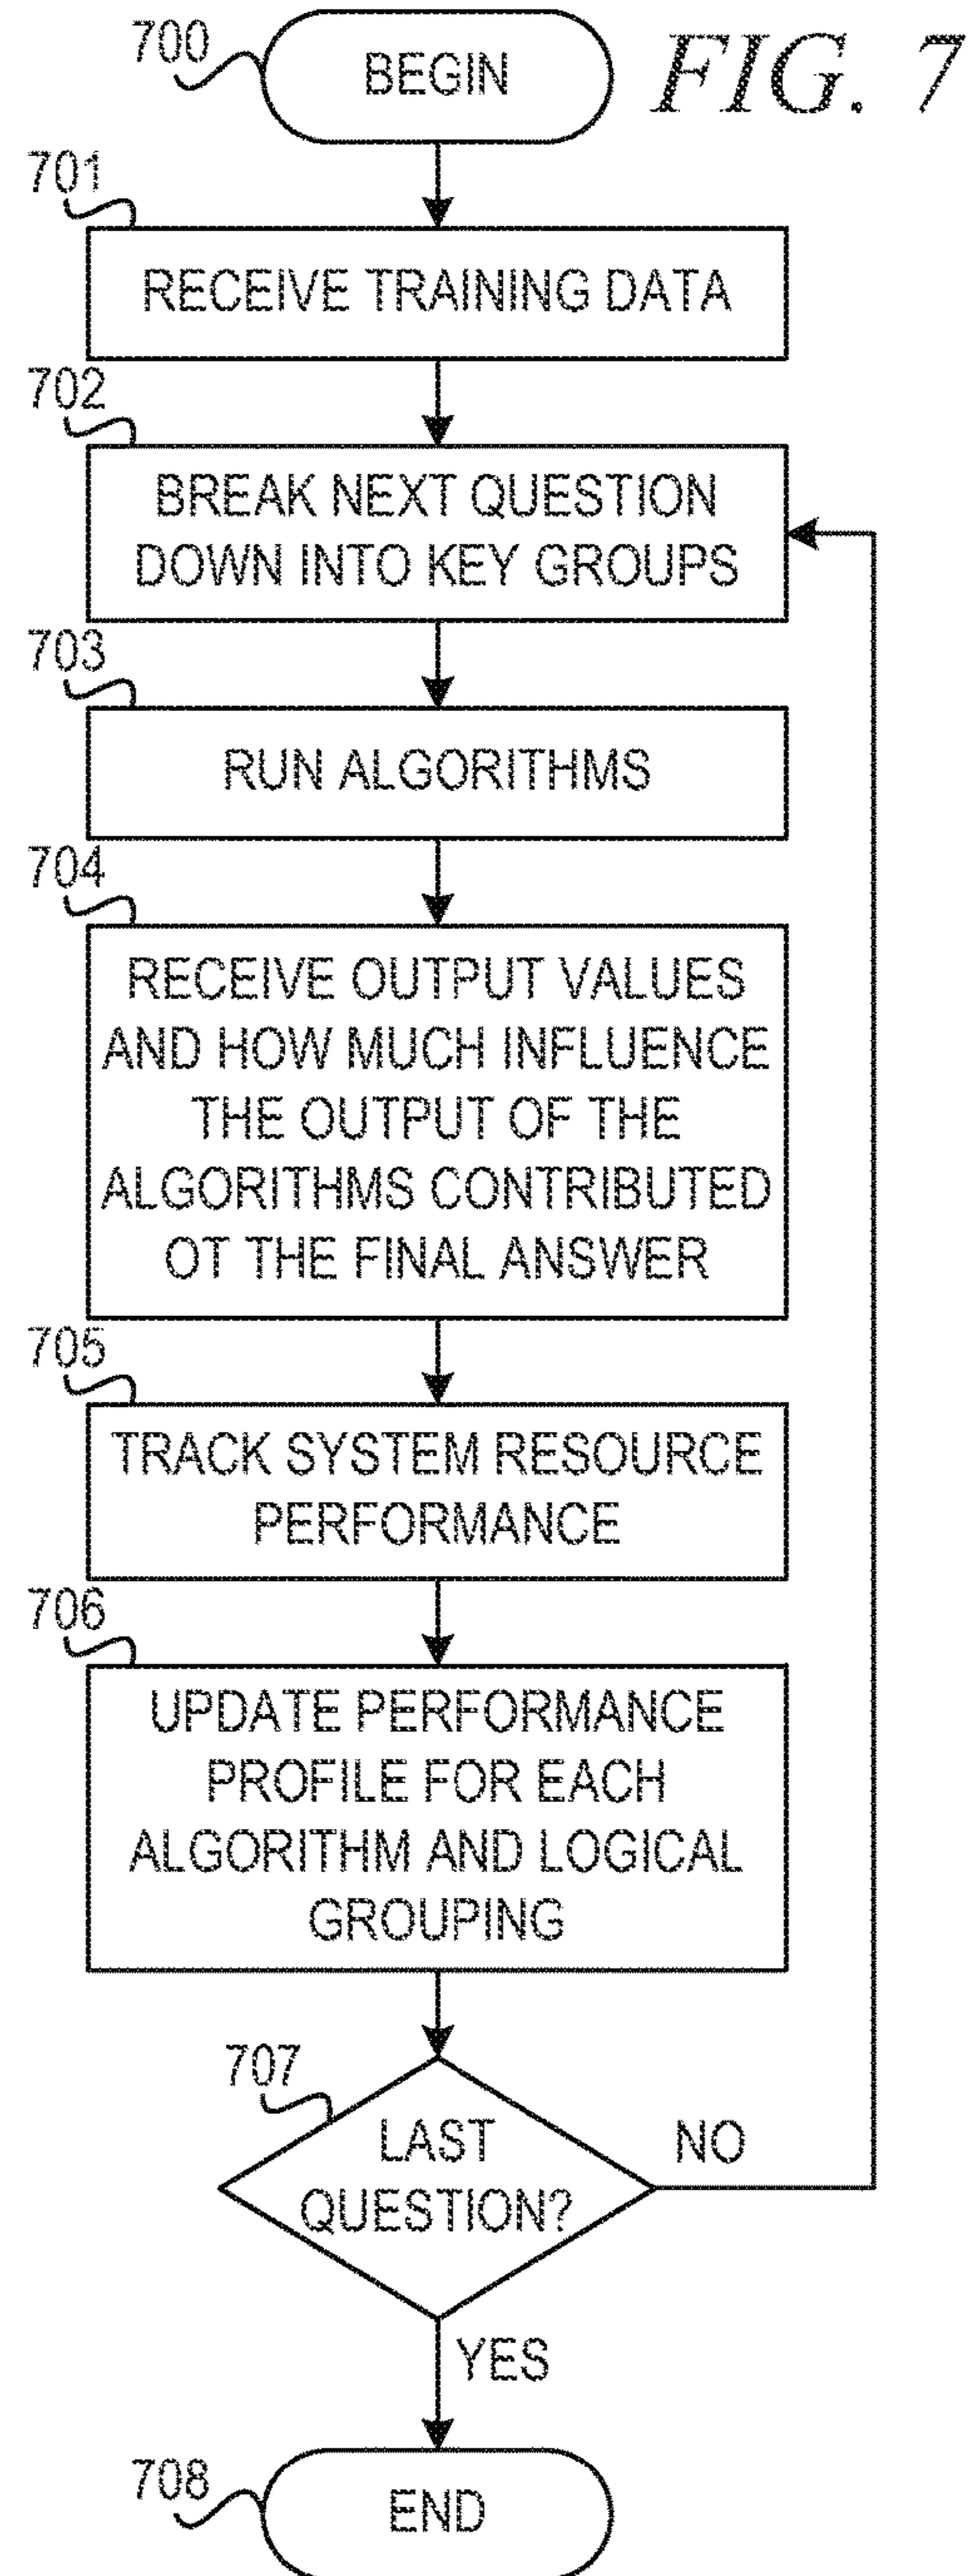 700
BEGIN
FIG. 7
701
RECEIVE TRAINING DATA
702
BREAK NEXT QUESTION
DOWN INTO KEY GROUPS
703
RUN ALGORITHMS
704
RECEIVE OUTPUT VALUES
AND HOW MUCH INFLUENCE
THE OUTPUT OF THE
ALGORITHMS CONTRIBUTED
OT THE FINAL ANSWER
705
TRACK SYSTEM RESOURCE
PERFORMANCE
706
UPDATE PERFORMANCE
PROFILE FOR EACH
ALGORITHM AND LOGICAL
GROUPING
707
LAST
QUESTION?
NO
YES
708
END